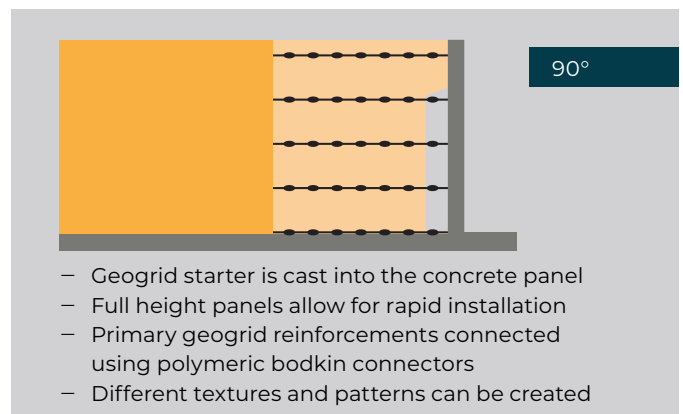 90°
– Geogrid starter is cast into the concrete panel
– Full height panels allow for rapid installation
– Primary geogrid reinforcements connected
using polymeric bodkin connectors
– Different textures and patterns can be created